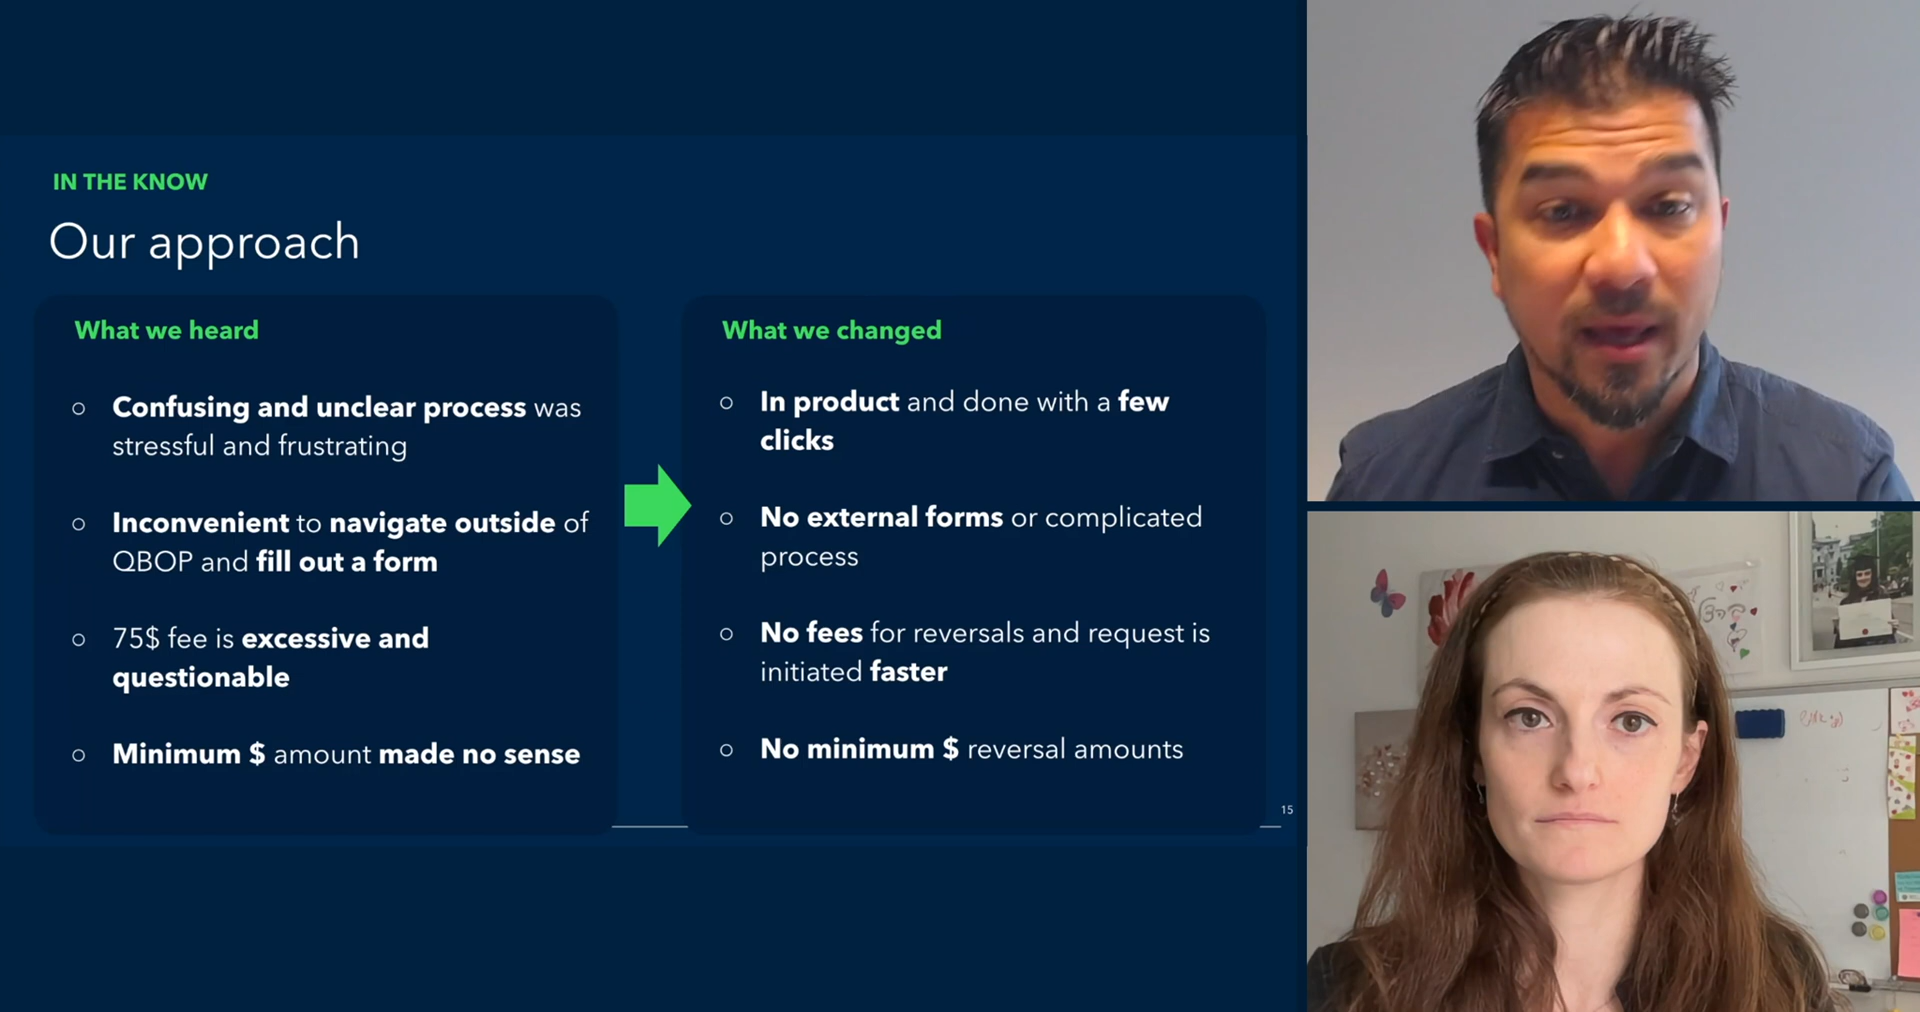 IN THE KNOW
Our approach
What we heard
Confusing and unclear process was
stressful and frustrating
Inconvenient to navigate outside of
QBOP and fill out a form
75$ fee is excessive and
questionable
Minimum $ amount made no sense
What we changed
In product and done with a few
clicks
No external forms or complicated
process
No fees for reversals and request is
initiated faster
No minimum $ reversal amounts
15